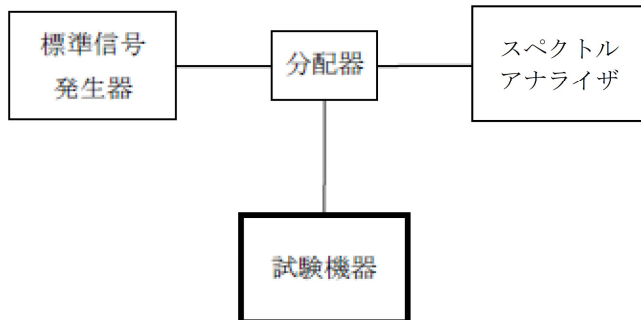 標準信号
発生器
分配器
スペクトル
アナライザ
試験機器